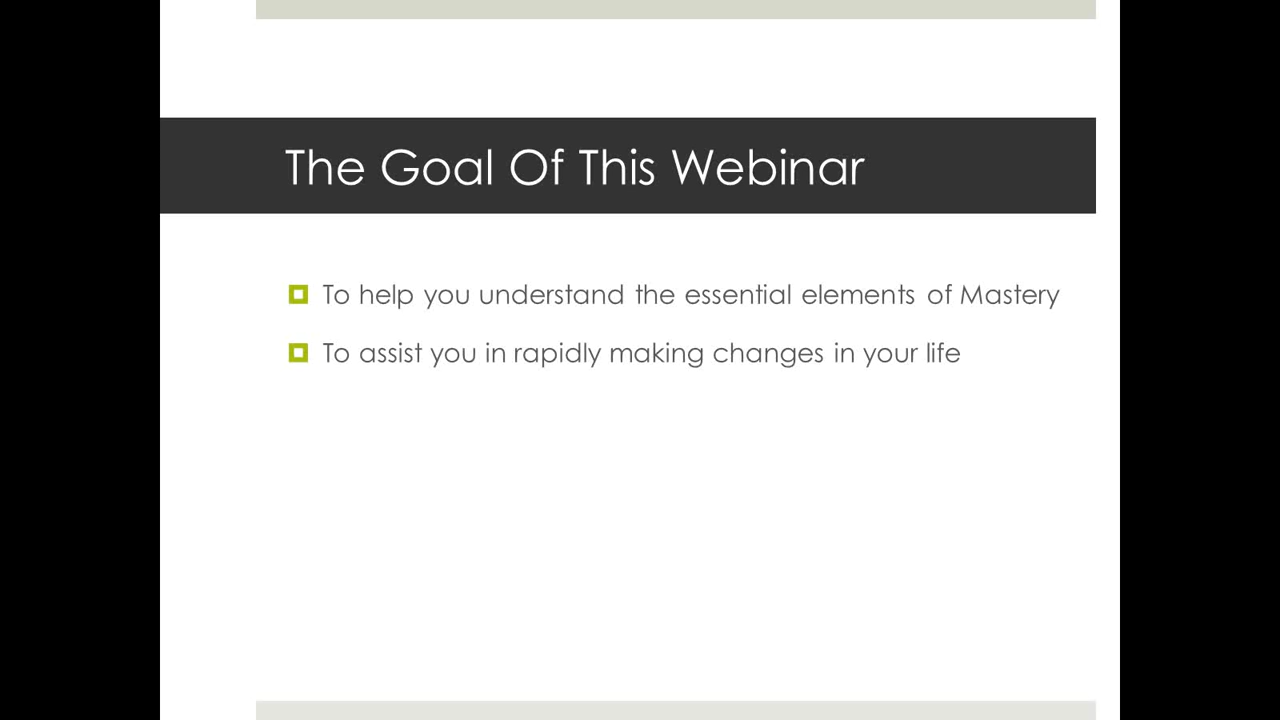 The Goal Of This Webinar
To help you understand the essential elements of Mastery
To assist you in rapidly making changes in your life